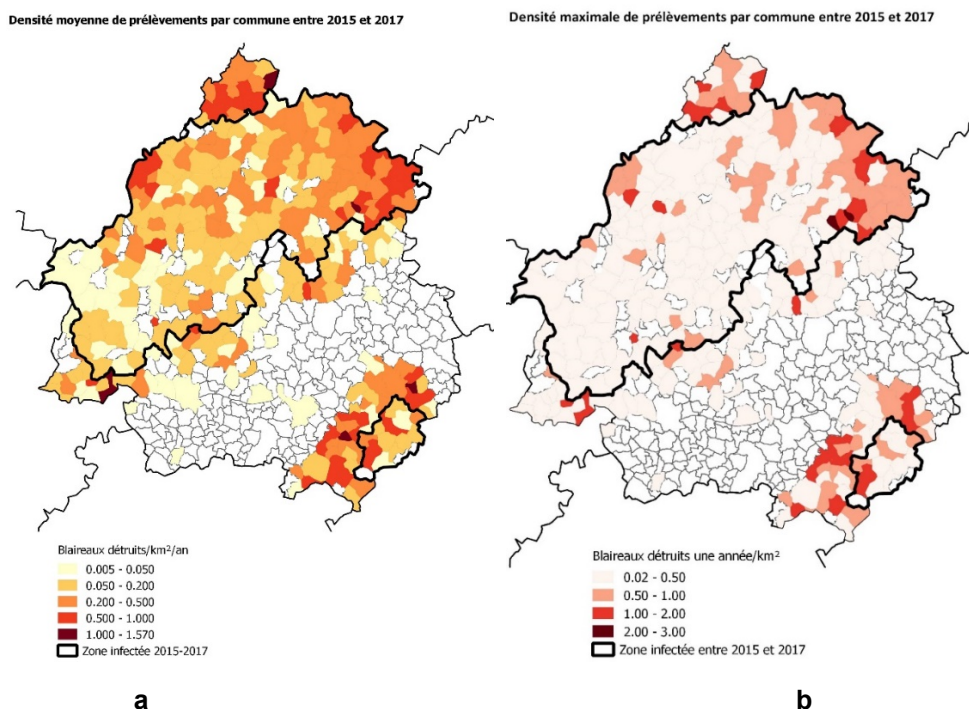 Densité moyenne de prélèvements par commune entre 2015 et 2017
Densité maximale de prélèvements par commune entre 2015 et 2017
Blaireaux détruits/km²/an
0.005 - 0.050
0.050 - 0.200
0.200 - 0.500
0.500 - 1.000
1.000 - 1.570
Zone infectée 2015-2017
Blaireaux détruits une année/km²
0.02 - 0.50
0.50 - 1.00
1.00 - 2.00
2.00 - 3.00
Zone infectée entre 2015 et 2017
a
b